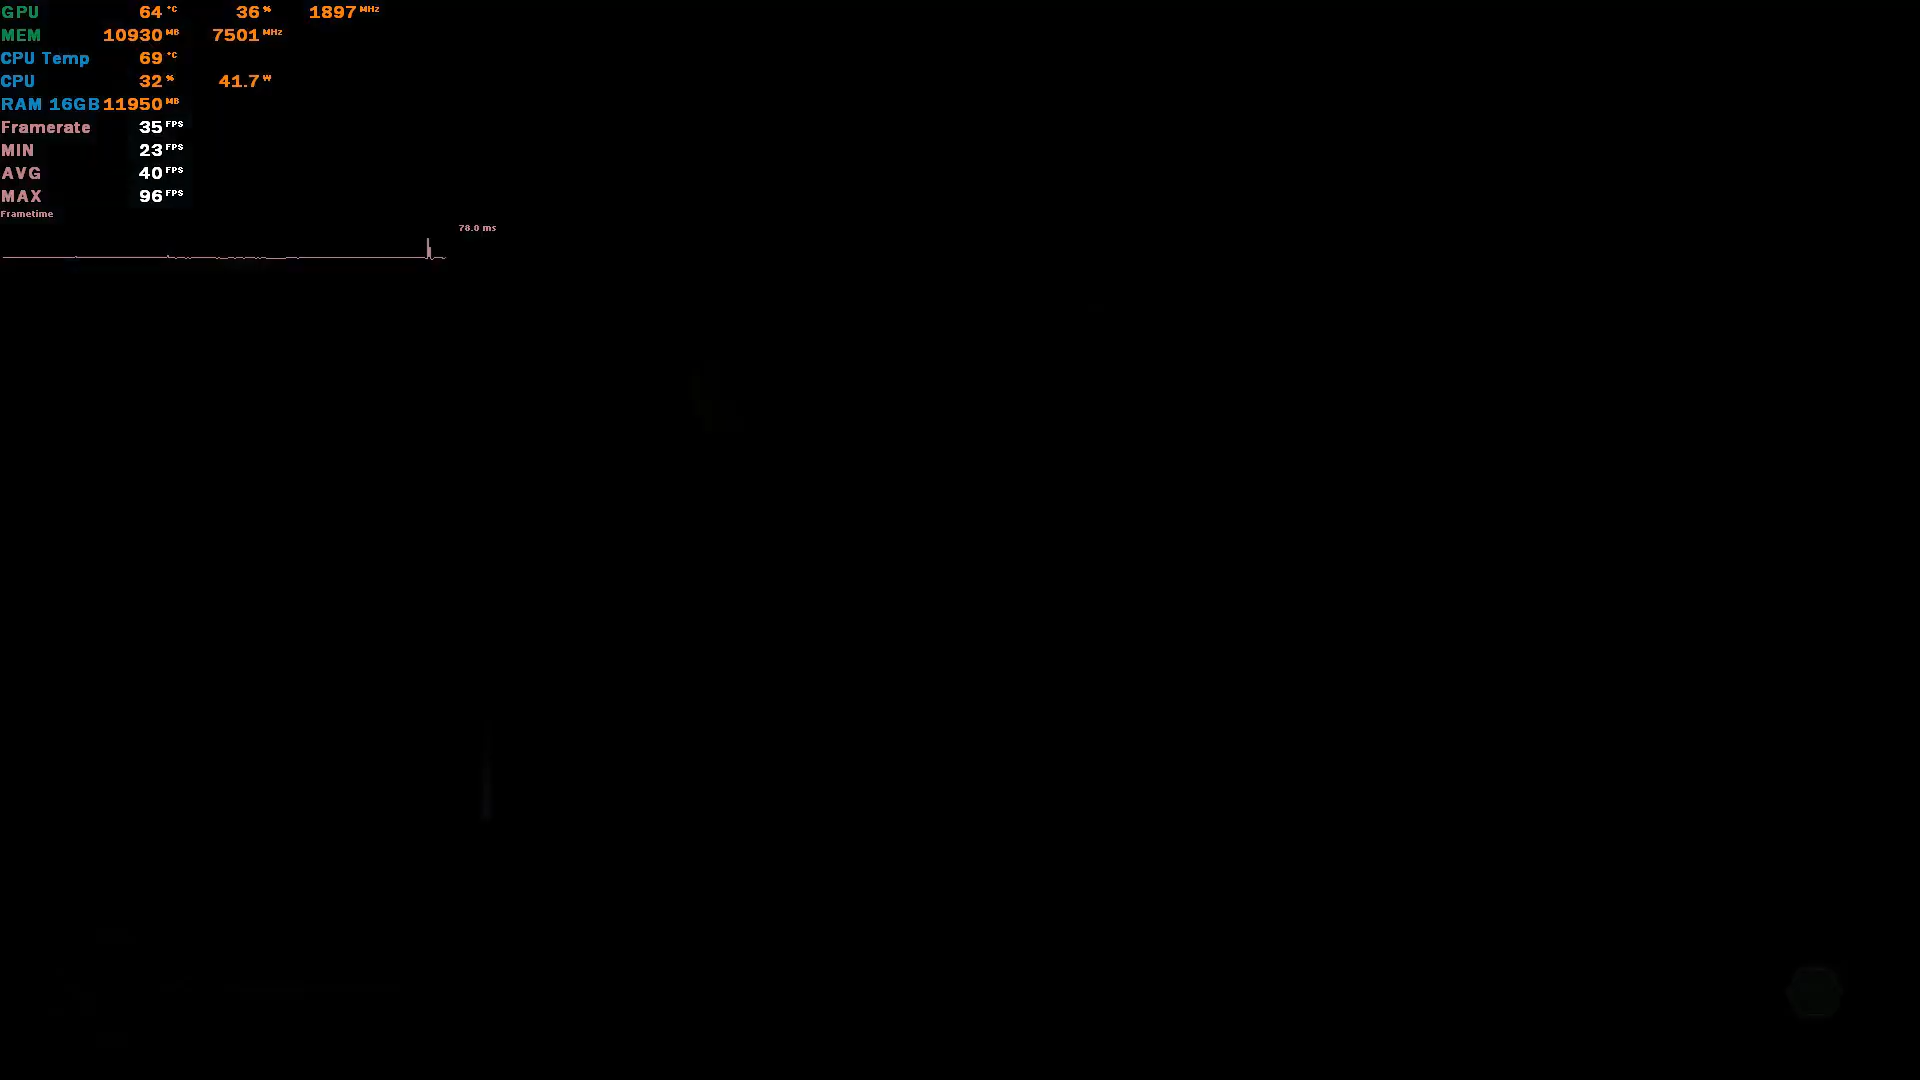 GPU 64 °C 36 % 1897 MHz
MEM 10930 MB 7501 MHz
CPU Temp 69 °C
CPU 32 % 41.7 W
RAM 16GB 11950 MB
Framerate 35 FPS
MIN 23 FPS
AVG 40 FPS
MAX 96 FPS
Frametime
78.0 ms